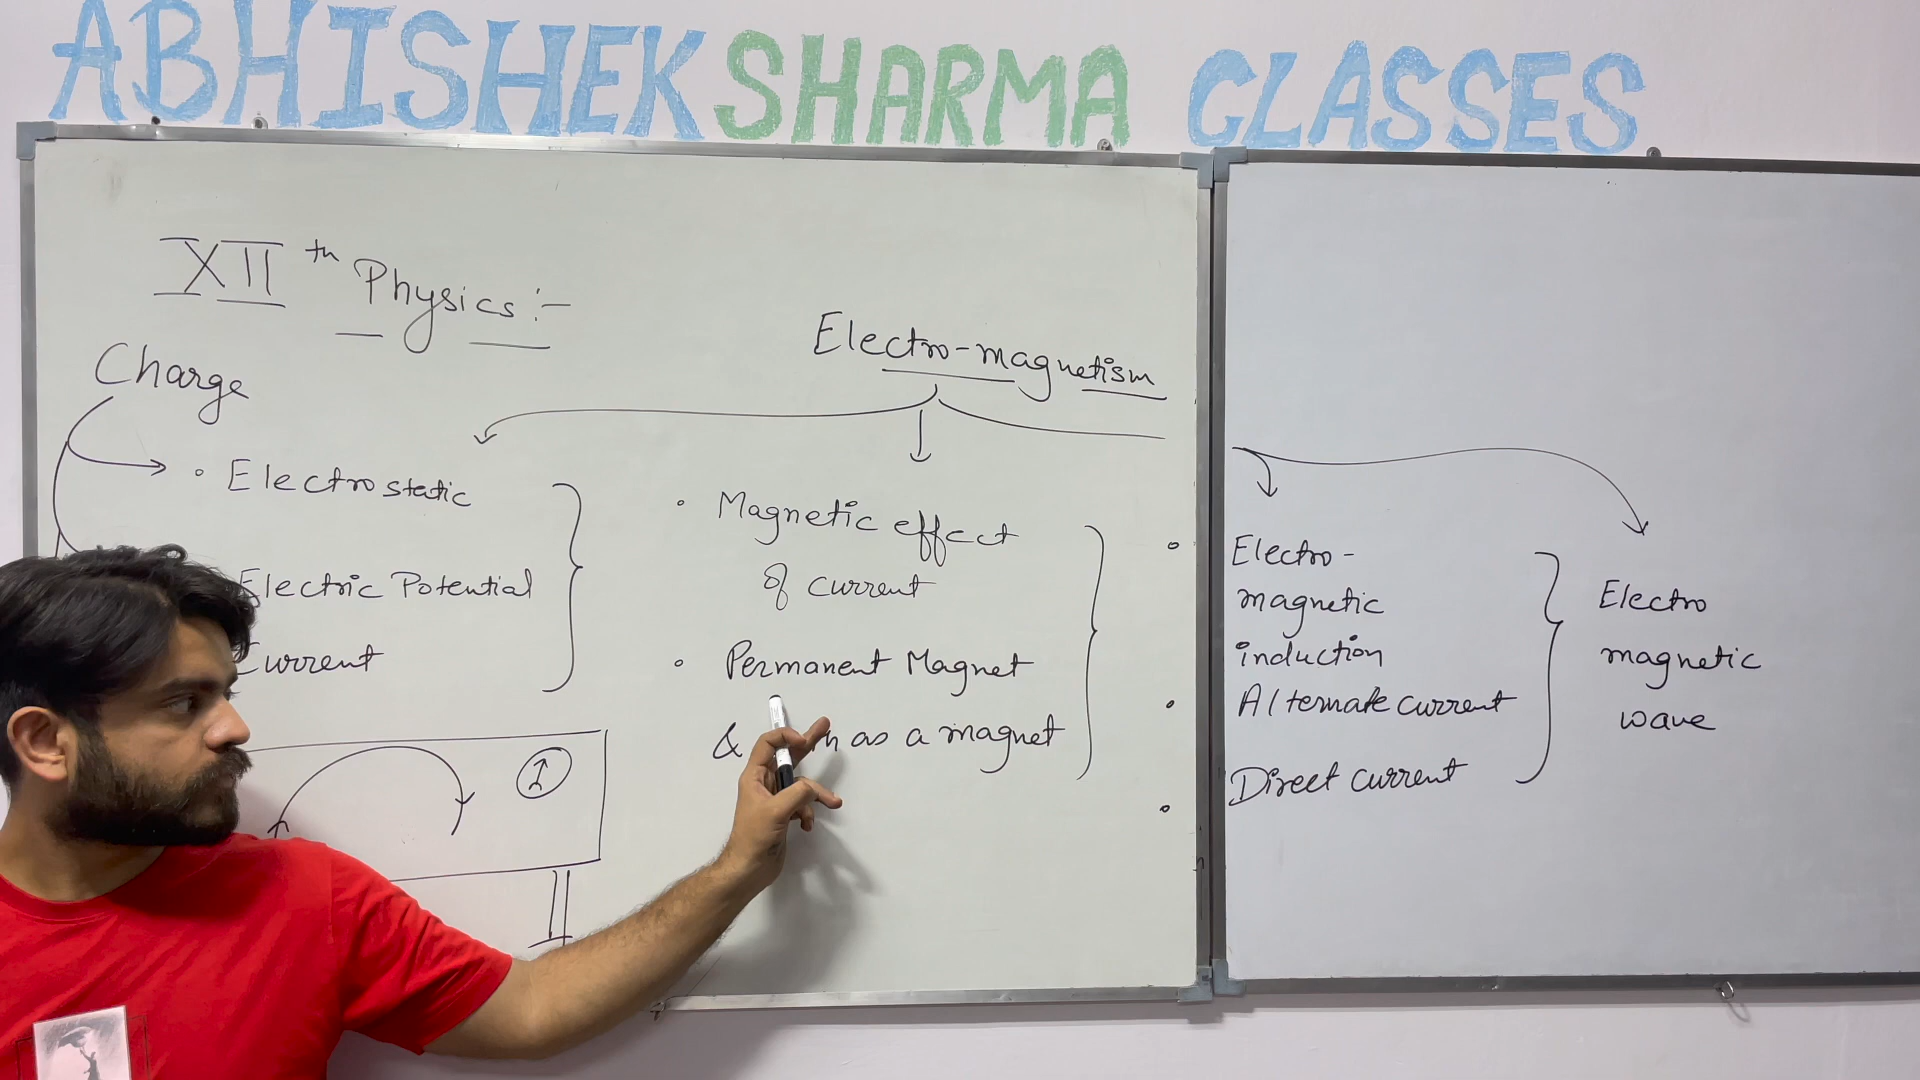 ABHISHEK SHARMA CLASSES
XII th Physics :-
Charge
Electro-magnetism
• Electrostatic
Electric Potential
Current
I
• Magnetic effect
of current
• Permanent Magnet
& as a magnet
• Electro-
magnetic
induction
• Alternate current
• Direct current
Electro
magnetic
wave